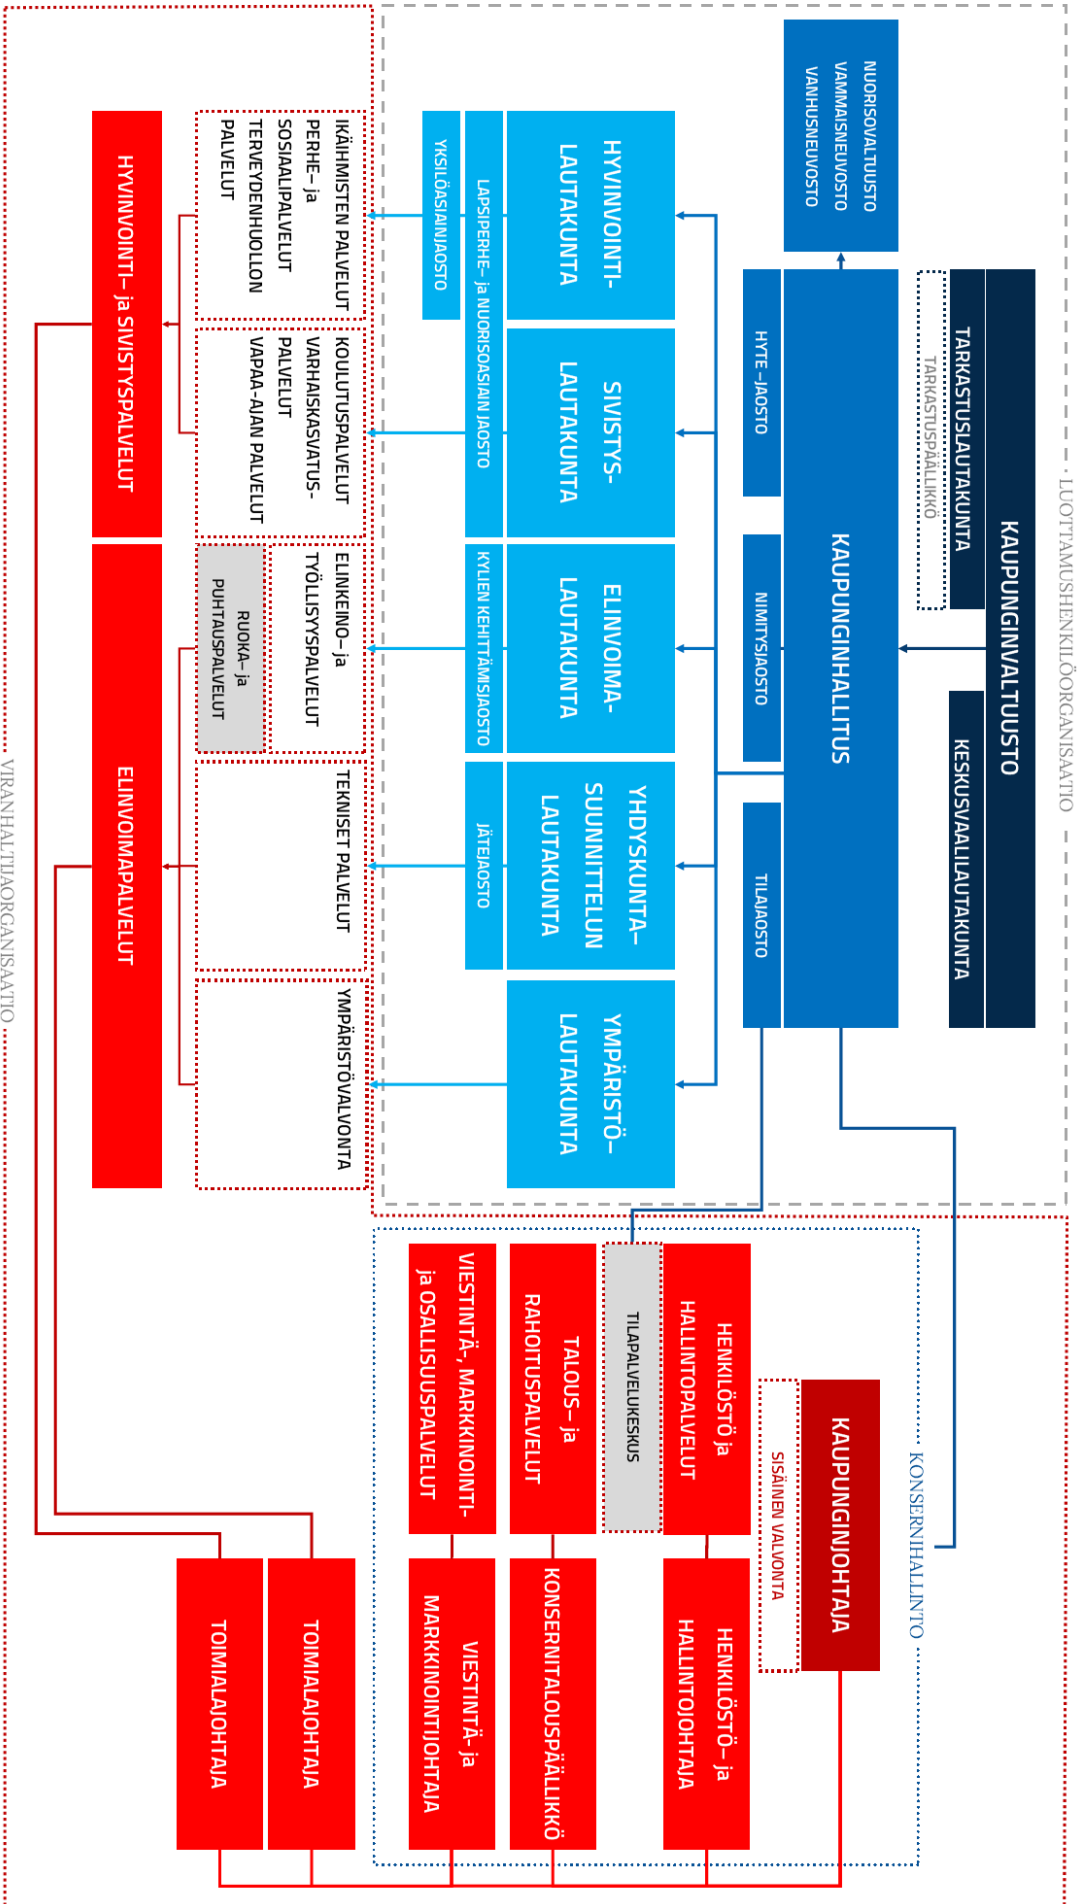 LUOTTAMUSHENKILÖORGANISAATIO
KAUPUNGINVALTUUSTO
TARKASTUSLAUTAKUNTA
KESKUSVAALILAUTAKUNTA
TARKASTUSPÄÄLLIKKÖ
NUORISOVALTUUSTO
VAMMAISNEUVOSTO
VANHUSNEUVOSTO
KAUPUNGINHALLITUS
HYTE –JAOSTO
NIMITYSJAOSTO
TILAJAOSTO
HYVINVOINTI-
LAUTAKUNTA
SIVISTYS-
LAUTAKUNTA
ELINVOIMA-
LAUTAKUNTA
YHDYSKUNTA–
SUUNNITTELUN
LAUTAKUNTA
YMPÄRISTÖ–
LAUTAKUNTA
LAPSIPERHE– ja NUORISOASIAIN JAOSTO
KYLIEN KEHITTÄMISJAOSTO
JÄTEJAOSTO
YKSILÖASIAINJAOSTO
IKÄIHMISTEN PALVELUT
PERHE– ja
SOSIAALIPALVELUT
TERVEYDENHUOLLON
PALVELUT
KOULUTUSPALVELUT
VARHAISKASVATUS-
PALVELUT
VAPAA-AJAN PALVELUT
ELINKEINO– ja
TYÖLLISYYSPALVELUT
RUOKA– ja
PUHTAUSPALVELUT
TEKNISET PALVELUT
YMPÄRISTÖVALVONTA
HYVINVOINTI– ja SIVISTYSPALVELUT
ELINVOIMAPALVELUT
VIRANHALTIJAORGANISAATIO
KONSERNIHALLINTO
KAUPUNGINJOHTAJA
SISÄINEN VALVONTA
HENKILÖSTÖ ja
HALLINTOPALVELUT
HENKILÖSTÖ– ja
HALLINTOJOHTAJA
TILAPALVELUKESKUS
TALOUS– ja
RAHOITUSPALVELUT
KONSERNITALOUSPÄÄLLIKKÖ
VIESTINTÄ-, MARKKINOINTI-
ja OSALLISUUSPALVELUT
VIESTINTÄ- ja
MARKKINOINTIJOHTAJA
TOIMIALAJOHTAJA
TOIMIALAJOHTAJA